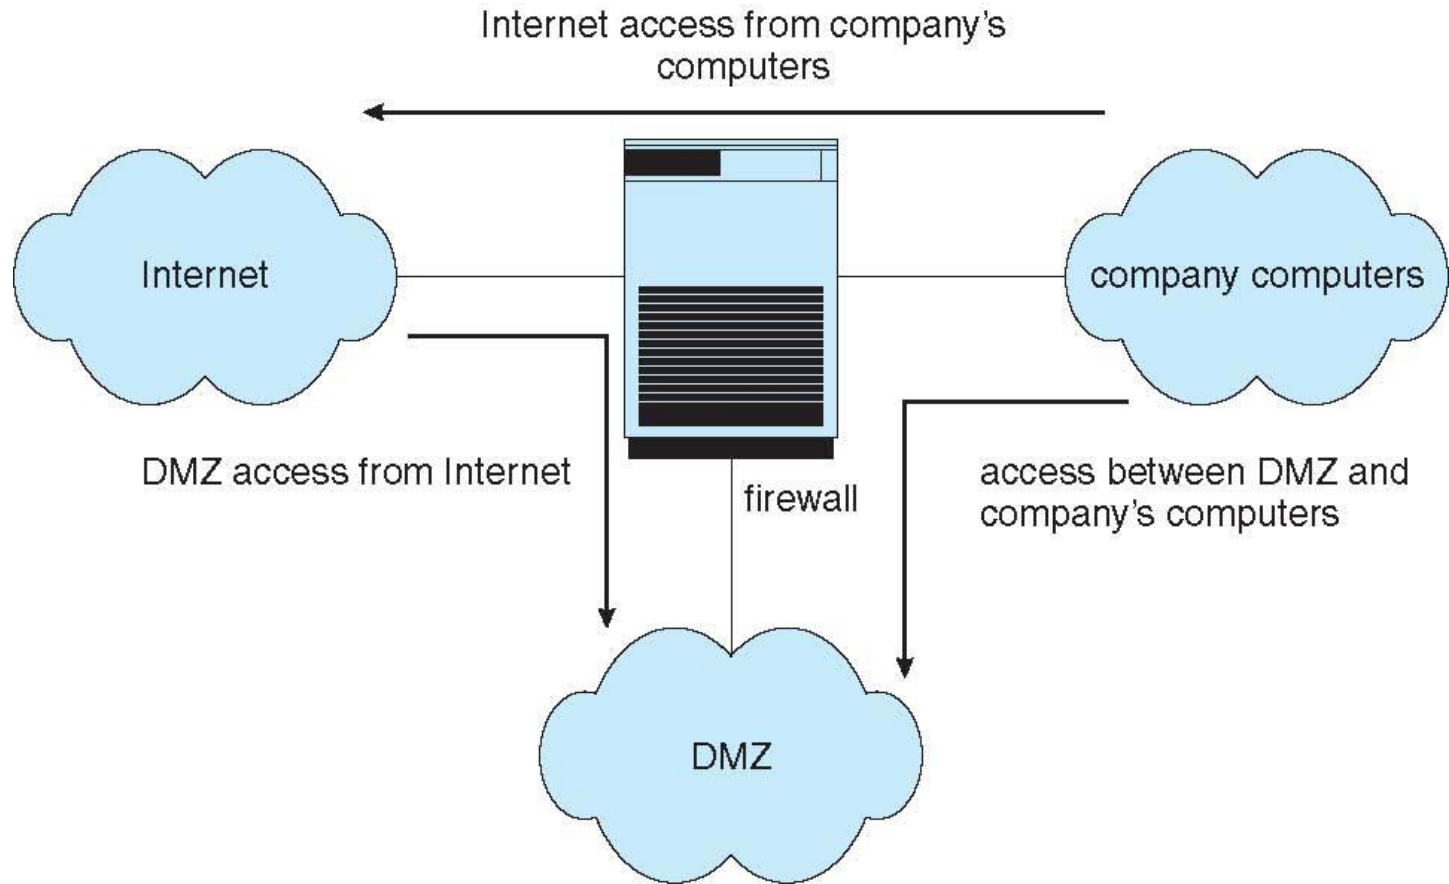 Internet access from company's
computers
Internet
company computers
DMZ access from Internet
firewall
access between DMZ and
company's computers
DMZ